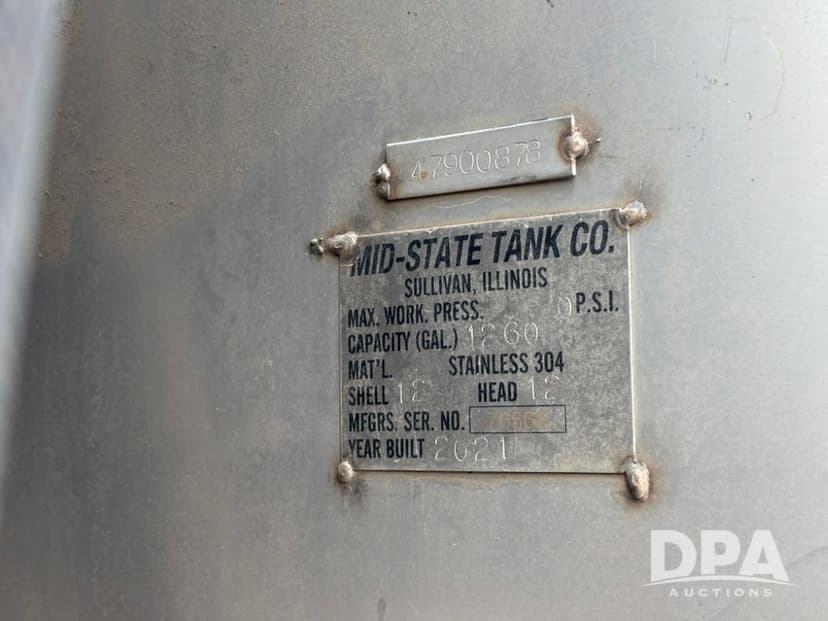 47900878
MID-STATE TANK CO.
SULLIVAN, ILLINOIS
MAX. WORK. PRESS. 0 P.S.I.
CAPACITY (GAL.) 1260
MAT'L. STAINLESS 304
SHELL 12 HEAD 12
MFGRS. SER. NO.
YEAR BUILT 2021
DPA
AUCTIONS